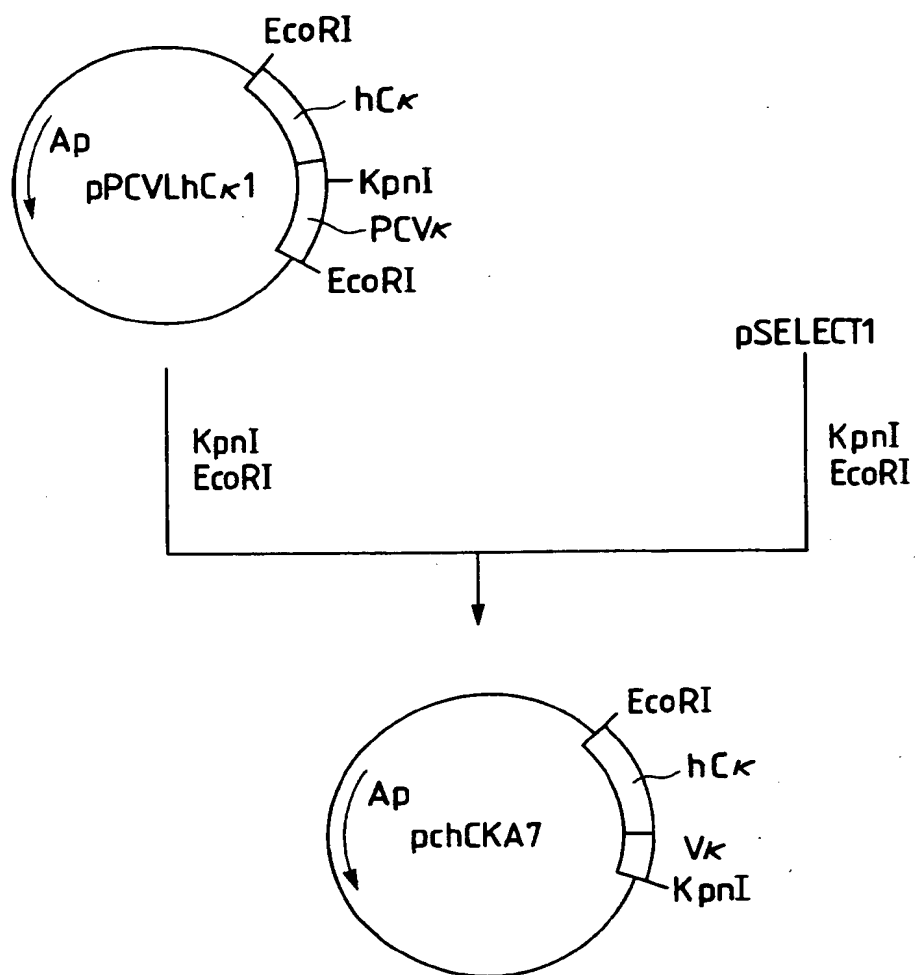 EcoRI
hCκ
Ap
pPCVLhCκ1
KpnI
PCVκ
EcoRI
pSELECT1
KpnI
EcoRI
KpnI
EcoRI
EcoRI
hCκ
Ap
pchCKA7
Vκ
KpnI